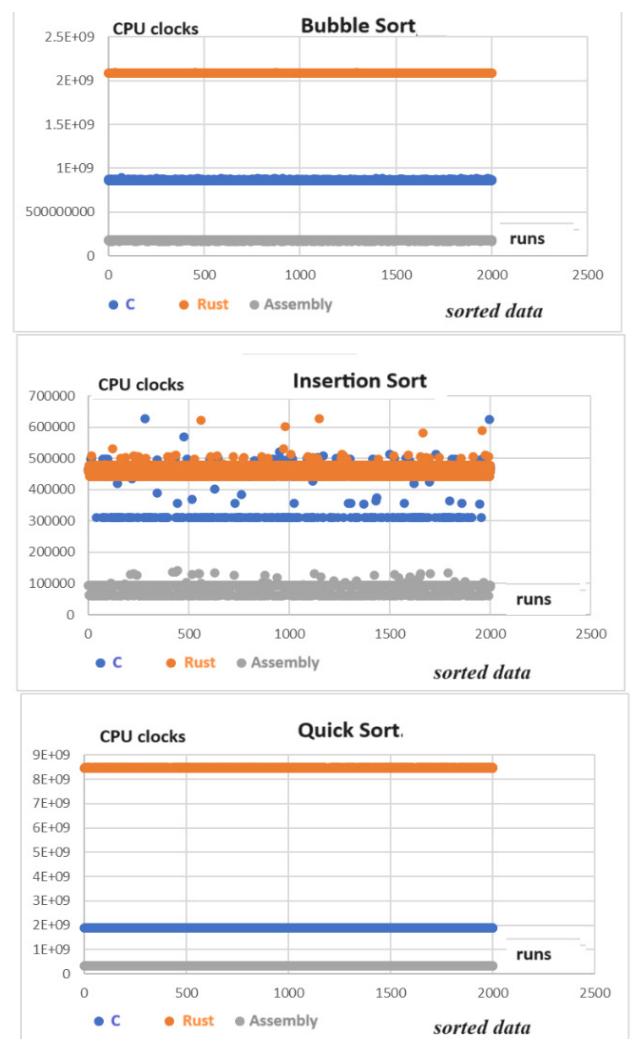 CPU clocks Bubble Sort
2.5E+09
2E+09
1.5E+09
1E+09
500000000
0
0 500 1000 1500 2000 2500
runs
C Rust Assembly
sorted data
CPU clocks Insertion Sort
700000
600000
500000
400000
300000
200000
100000
0
0 500 1000 1500 2000 2500
runs
C Rust Assembly
sorted data
CPU clocks Quick Sort.
9E+09
8E+09
7E+09
6E+09
5E+09
4E+09
3E+09
2E+09
1E+09
0
0 500 1000 1500 2000 2500
runs
C Rust Assembly
sorted data